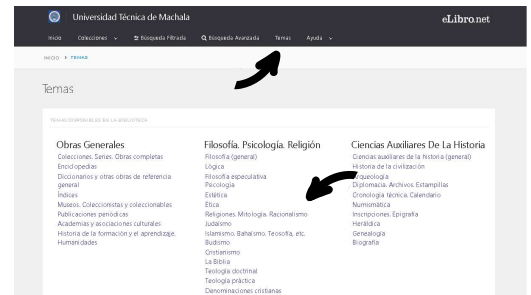 Universidad Técnica de Machala
eLibro.net
Inicio Colecciones Búsqueda Filtrada Búsqueda Avanzada Temas Ayuda
INICIO TEMAS
Temas
TEMAS DISPONIBLES EN LA BIBLIOTECA
Obras Generales
Colecciones. Series. Obras completas
Enciclopedias
Diccionarios y otras obras de referencia
general
Índices
Museos. Coleccionistas y coleccionables
Publicaciones periódicas
Academias y asociaciones culturales
Historia de la formación y el aprendizaje.
Humanidades
Filosofía. Psicología. Religión
Filosofía (general)
Lógica
Filosofía especulativa
Psicología
Estética
Ética
Religiones. Mitología. Racionalismo
Judaísmo
Islamismo. Bahaísmo. Teosofía, etc.
Budismo
Cristianismo
La Biblia
Teología doctrinal
Teología práctica
Denominaciones cristianas
Ciencias Auxiliares De La Historia
Ciencias auxiliares de la historia (general)
Historia de la civilización
Arqueología
Diplomacia. Archivos. Estampillas
Cronología técnica. Calendario
Numismática
Inscripciones. Epigrafía
Heráldica
Genealogía
Biografía